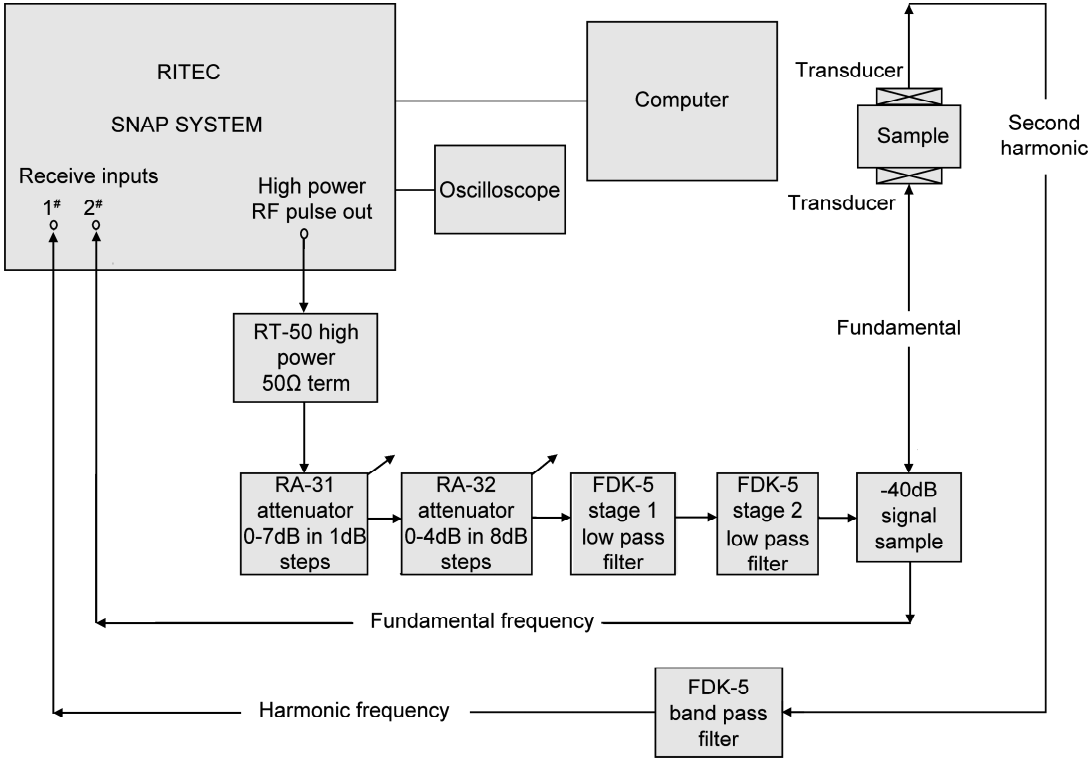 RITEC
SNAP SYSTEM
Receive inputs
1#
2#
High power
RF pulse out
Computer
Oscilloscope
Transducer
Sample
Transducer
Second
harmonic
Fundamental
RT-50 high
power
50Ω term
RA-31
attenuator
0-7dB in 1dB
steps
RA-32
attenuator
0-4dB in 8dB
steps
FDK-5
stage 1
low pass
filter
FDK-5
stage 2
low pass
filter
-40dB
signal
sample
Fundamental frequency
Harmonic frequency
FDK-5
band pass
filter